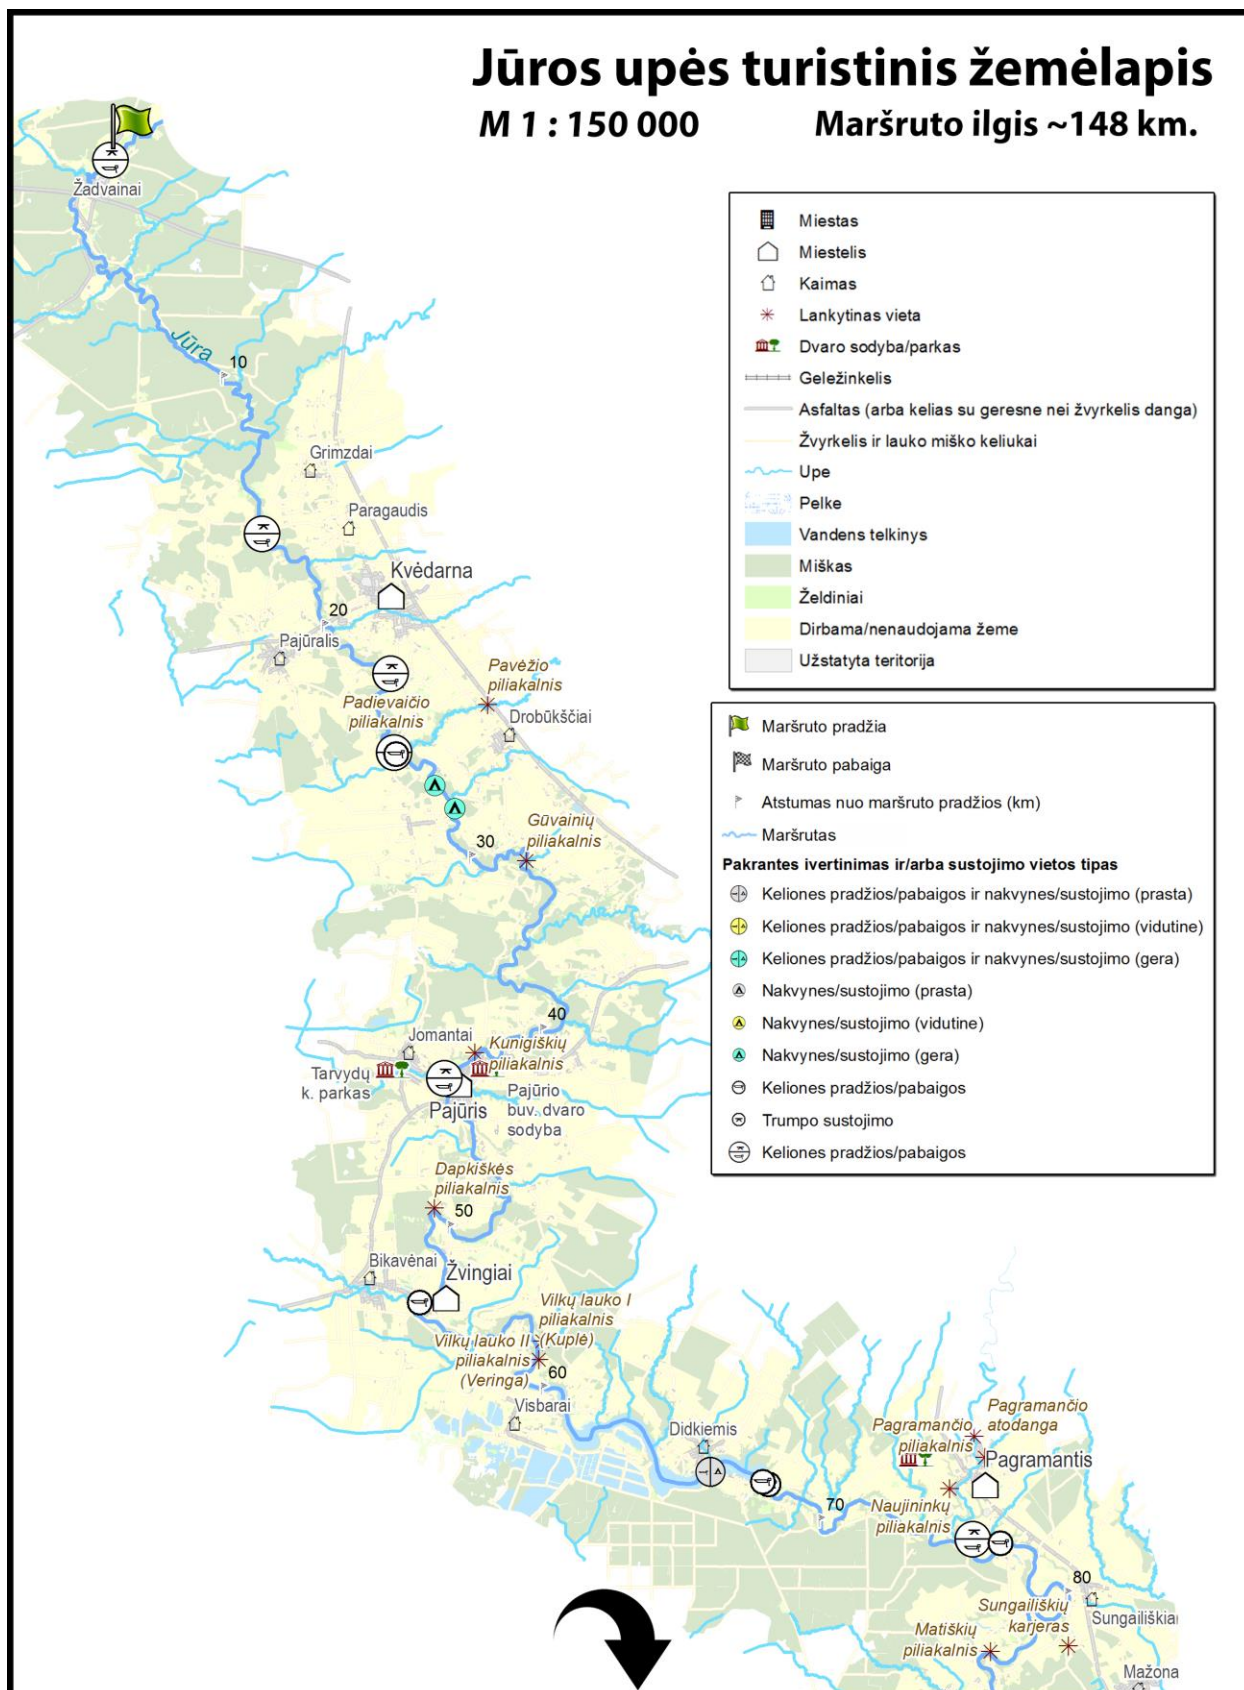 Jūros upės turistinis žemėlapis
M 1 : 150 000
Maršruto ilgis ~148 km.
Žadvainai
Miestas
Miestelis
Kaimas
Lankytinas vieta
Dvaro sodyba/parkas
Geležinkelis
Asfaltas (arba kelias su geresne nei žvyrkelis danga)
Žvyrkelis ir lauko miško keliukai
Upe
Pelke
Vandens telkinys
Miškas
Želdiniai
Dirbama/nenaudojama žeme
Užstatyta teritorija
Jūra
10
Grimzdai
Paragaudis
Kvėdarna
20
Pajūralis
Pavėžio
piliakalnis
Padievaičio
piliakalnis
Drobūkščiai
Maršruto pradžia
Maršruto pabaiga
Atstumas nuo maršruto pradžios (km)
Maršrutas
Pakrantes ivertinimas ir/arba sustojimo vietos tipas
Keliones pradžios/pabaigos ir nakvynes/sustojimo (prasta)
Keliones pradžios/pabaigos ir nakvynes/sustojimo (vidutine)
Keliones pradžios/pabaigos ir nakvynes/sustojimo (gera)
Nakvynes/sustojimo (prasta)
Nakvynes/sustojimo (vidutine)
Nakvynes/sustojimo (gera)
Keliones pradžios/pabaigos
Trumpo sustojimo
Keliones pradžios/pabaigos
Gūvainių
piliakalnis
30
40
Jomantai
Kunigiškių
piliakalnis
Tarvydų
k. parkas
Pajūris
Pajūrio
buv. dvaro
sodyba
Dapkiškės
piliakalnis
50
Bikavėnai
Žvingiai
Vilkų lauko I
piliakalnis
(Kuplė)
Vilkų lauko II
piliakalnis
(Veringa)
60
Visbarai
Didkiemis
Pagramančio
atodanga
Pagramančio
piliakalnis
Pagramantis
70
Naujininkų
piliakalnis
80
Sungailiškių
karjeras
Sungailiškiai
Matiškių
piliakalnis
Mažona